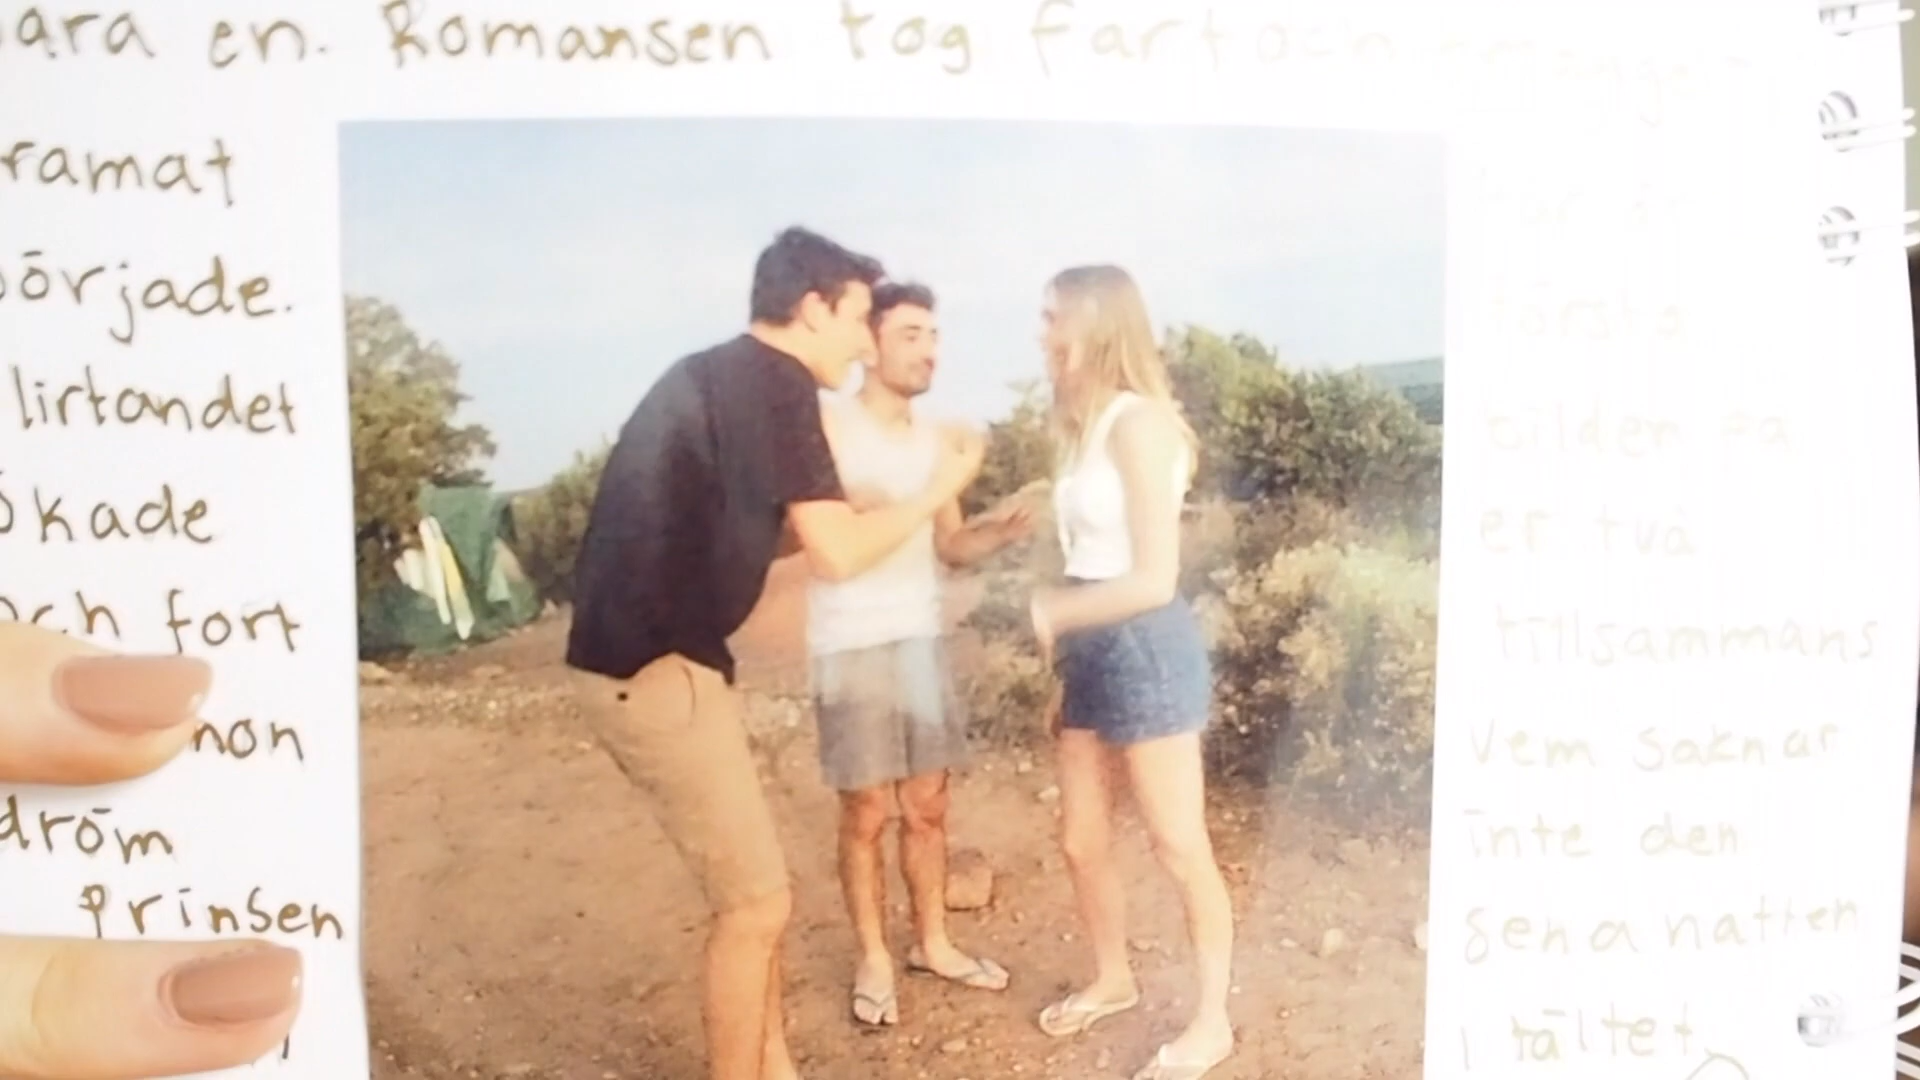 ara en. Romansen tog fart och
ramat
började.
lirtandet
ökade
och fort
non
dröm
prinsen
första
bilden på
er två
tillsammans
Vem saknar
inte den
sena natten
i tältet